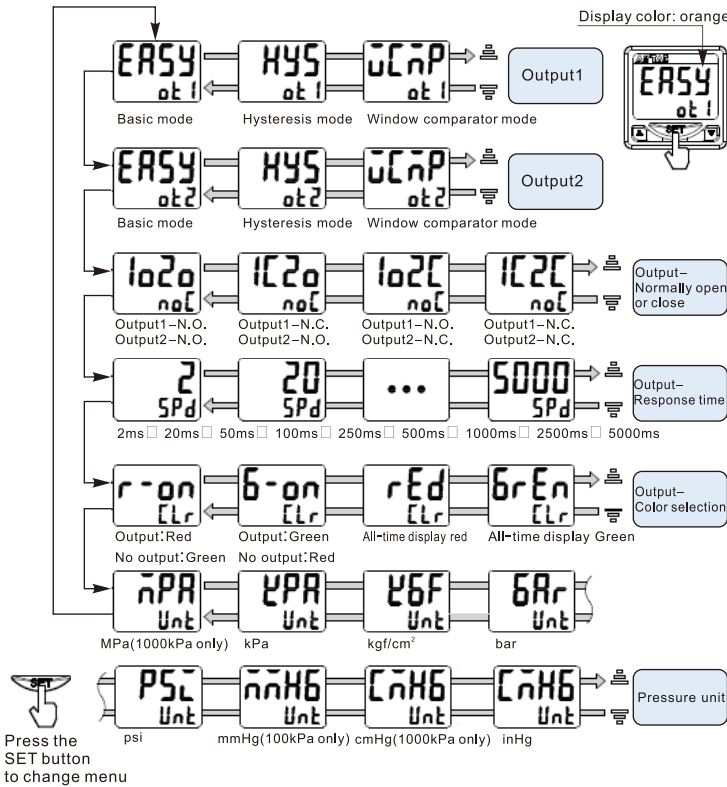 Display color: orange
EASY
ot1
HYS
ot1
WCmP
ot1
Output1
EASY
ot1
SET
Basic mode
Hysteresis mode
Window comparator mode
EASY
ot2
HYS
ot2
WCmP
ot2
Output2
Basic mode
Hysteresis mode
Window comparator mode
1o2o
noC
1C2o
noC
1o2C
noC
1C2C
noC
Output–
Normally open
or close
Output1–N.O.
Output2–N.O.
Output1–N.C.
Output2–N.O.
Output1–N.O.
Output2–N.C.
Output1–N.C.
Output2–N.C.
2
SPd
20
SPd
•••
5000
SPd
Output–
Response time
2ms□ 20ms□ 50ms□ 100ms□ 250ms□ 500ms□ 1000ms□ 2500ms□ 5000ms
r-on
CLr
G-on
CLr
rEd
CLr
GrEn
CLr
Output–
Color selection
Output:Red
No output:Green
Output:Green
No output:Red
All-time display red
All-time display Green
mPA
Unt
kPA
Unt
kGF
Unt
bAr
Unt
MPa(1000kPa only)
kPa
kgf/cm²
bar
SET
PSi
Unt
mmHG
Unt
CmHG
Unt
CmHG
Unt
Pressure unit
psi
mmHg(100kPa only)
cmHg(1000kPa only)
inHg
Press the
SET button
to change menu